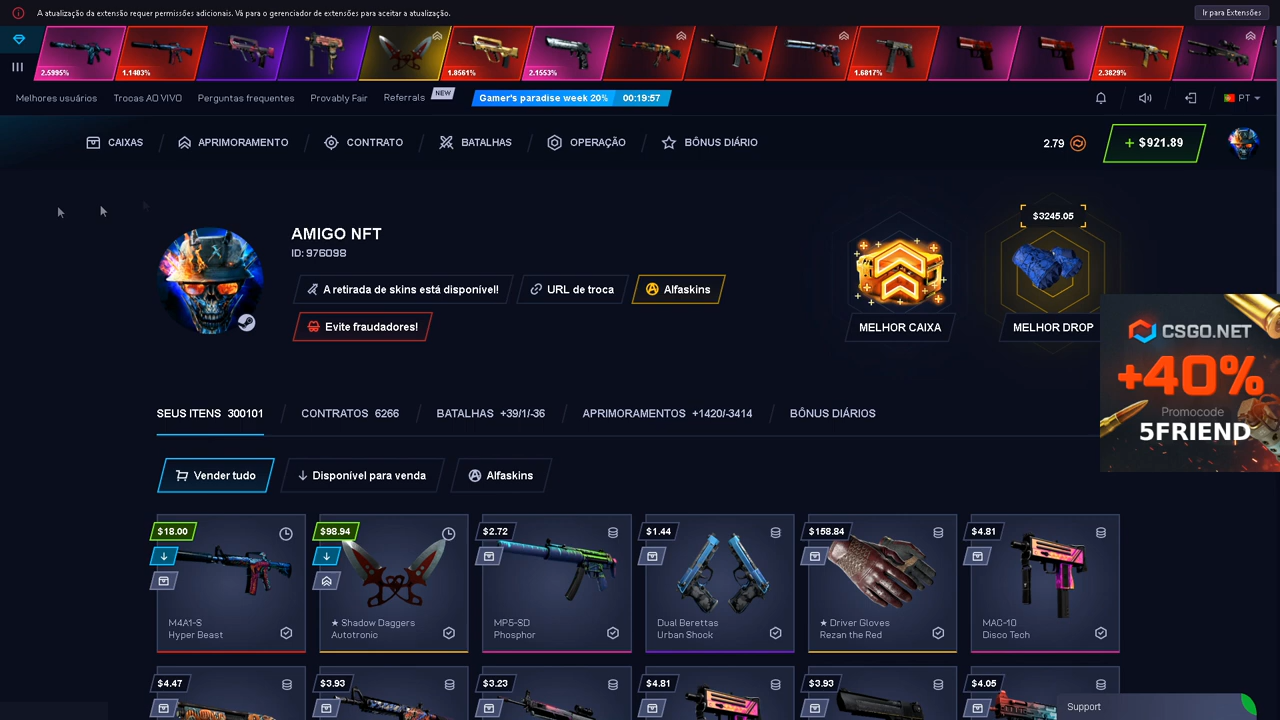 A atualização da extensão requer permissões adicionais. Vá para o gerenciador de extensões para aceitar a atualização.
Ir para Extensões
2.5995%
1.1403%
1.8561%
2.1553%
1.6817%
2.3829%
Melhores usuários
Trocas AO VIVO
Perguntas frequentes
Provably Fair
Referrals
NEW
Gamer's paradise week 20%
00:19:57
PT
CAIXAS
APRIMORAMENTO
CONTRATO
BATALHAS
OPERAÇÃO
BÔNUS DIÁRIO
2.79
+ $921.89
AMIGO NFT
ID: 976098
A retirada de skins está disponível!
URL de troca
Alfaskins
Evite fraudadores!
MELHOR CAIXA
$3245.05
MELHOR DROP
CSGO.NET
+40%
Promocode
5FRIEND
SEUS ITENS 300101
CONTRATOS 6266
BATALHAS +39/1/-36
APRIMORAMENTOS +1420/-3414
BÔNUS DIÁRIOS
Vender tudo
Disponível para venda
Alfaskins
$18.00
M4A1-S
Hyper Beast
$98.94
★ Shadow Daggers
Autotronic
$2.72
MP5-SD
Phosphor
$1.44
Dual Berettas
Urban Shock
$158.84
★ Driver Gloves
Rezan the Red
$4.81
MAC-10
Disco Tech
$4.47
$3.93
$3.23
$4.81
$3.93
$4.05
Support